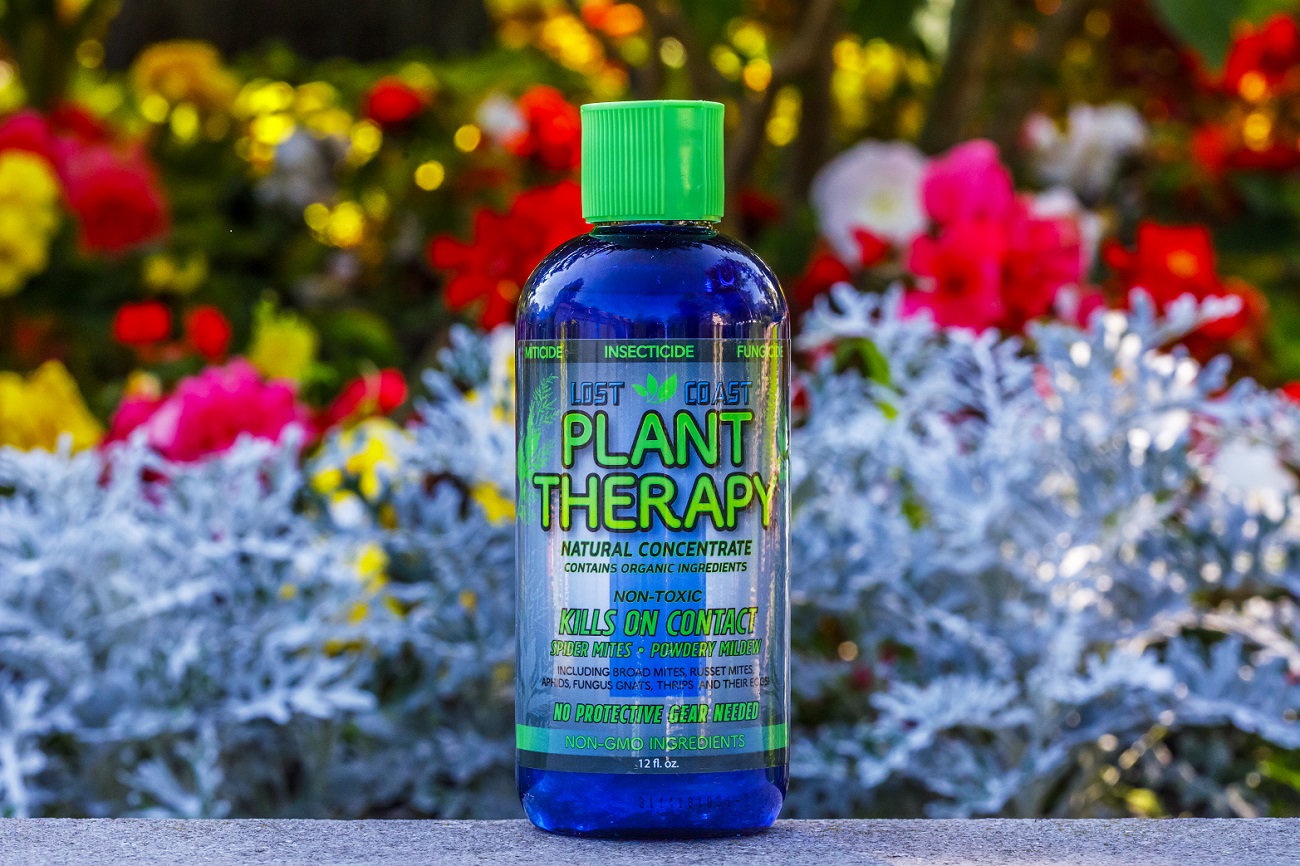 MITICIDE INSECTICIDE FUNGICIDE
LOST COAST
PLANT
THERAPY
NATURAL CONCENTRATE
CONTAINS ORGANIC INGREDIENTS
NON-TOXIC
KILLS ON CONTACT
SPIDER MITES • POWDERY MILDEW
INCLUDING BROAD MITES, RUSSET MITES,
APHIDS, FUNGUS GNATS, THRIPS AND THEIR EGGS!
NO PROTECTIVE GEAR NEEDED
NON-GMO INGREDIENTS
12 fl. oz.